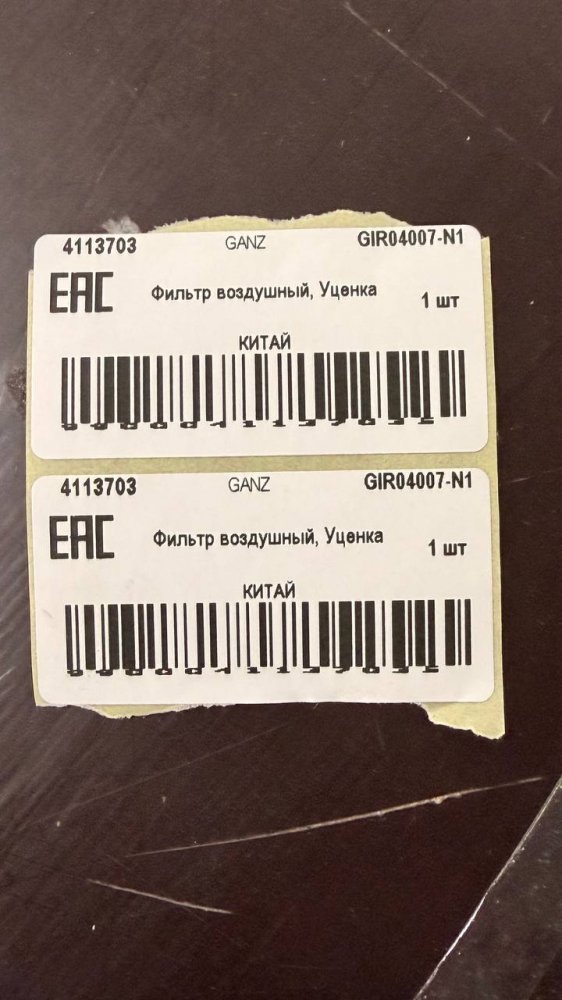 4113703 GANZ GIR04007-N1
EAC Фильтр воздушный, Уценка 1 шт
КИТАЙ
4113703 GANZ GIR04007-N1
EAC Фильтр воздушный, Уценка 1 шт
КИТАЙ